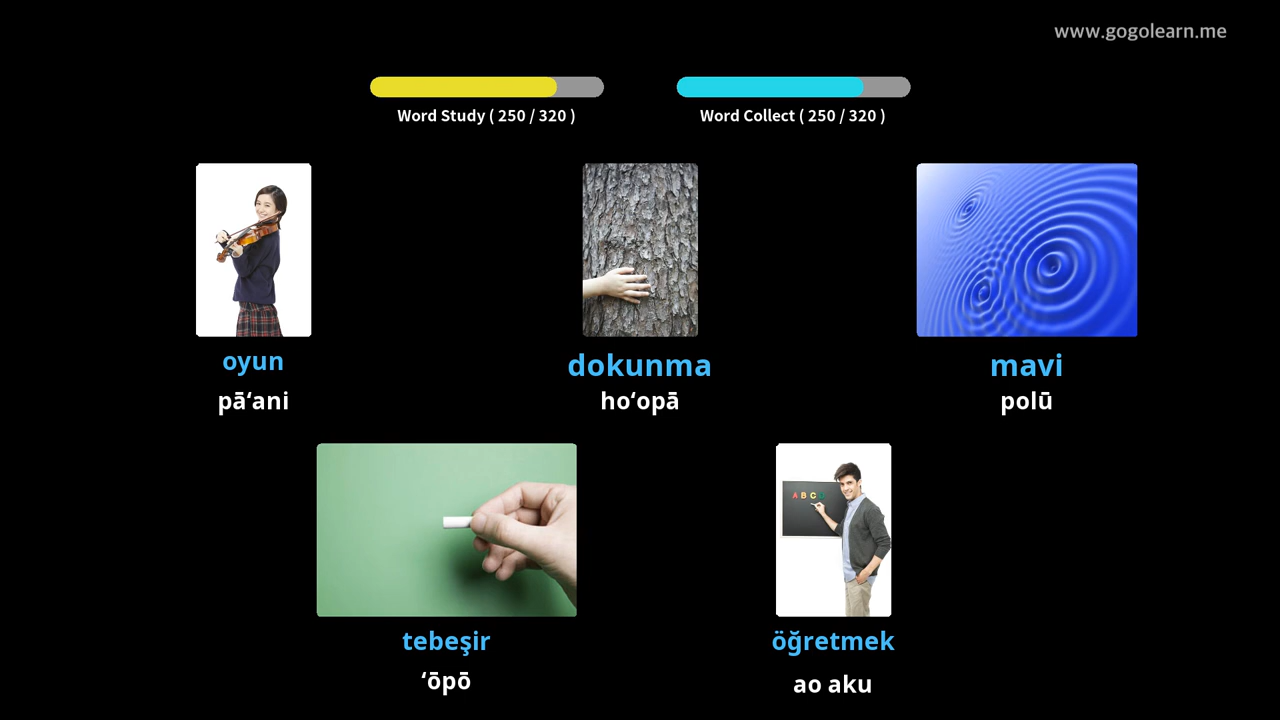 www.gogolearn.me
Word Study ( 250 / 320 )
Word Collect ( 250 / 320 )
oyun
dokunma
mavi
pāʻani
hoʻopā
polū
tebeşir
öğretmek
ʻōpō
ao aku